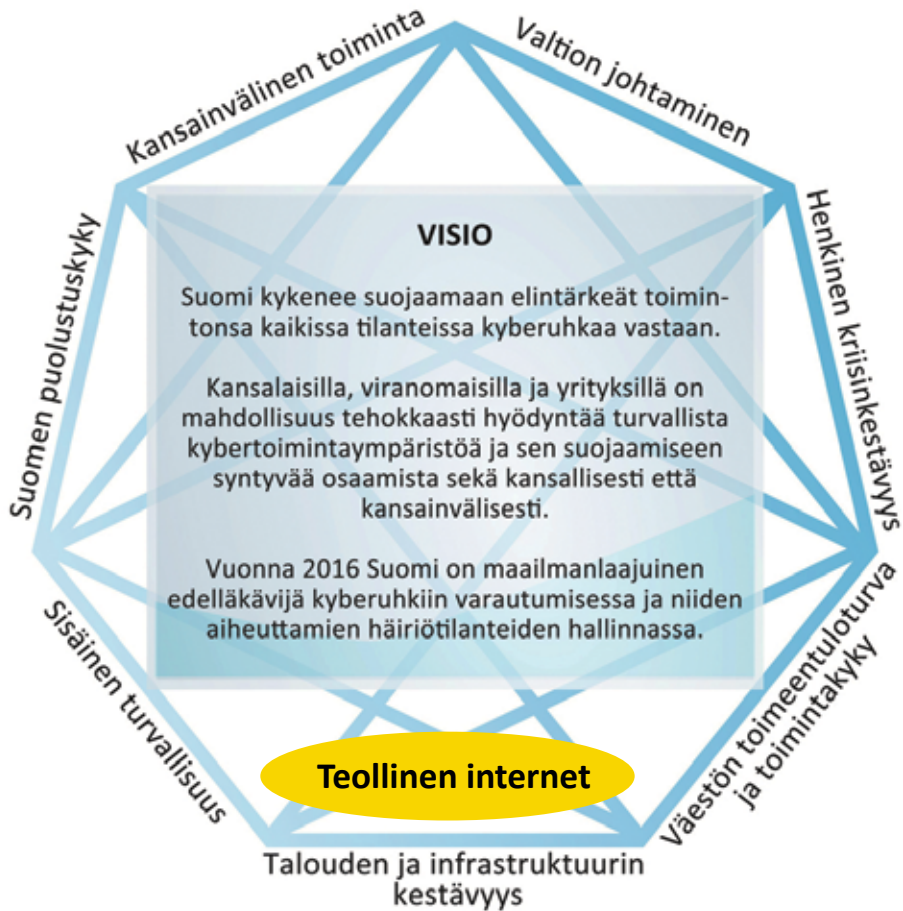 Kansainvälinen toiminta
Valtion johtaminen
Suomen puolustuskyky
Henkinen kriisinkestävyys
VISIO
Suomi kykenee suojaamaan elintärkeät toimin-
tonsa kaikissa tilanteissa kyberuhkaa vastaan.
Kansalaisilla, viranomaisilla ja yrityksillä on
mahdollisuus tehokkaasti hyödyntää turvallista
kybertoimintaympäristöä ja sen suojaamiseen
syntyvää osaamista sekä kansallisesti että
kansainvälisesti.
Vuonna 2016 Suomi on maailmanlaajuinen
edelläkävijä kyberuhkiin varautumisessa ja niiden
aiheuttamien häiriötilanteiden hallinnassa.
Sisäinen turvallisuus
Väestön toimeentuloturva
ja toimintakyky
Teollinen internet
Talouden ja infrastruktuurin
kestävyys